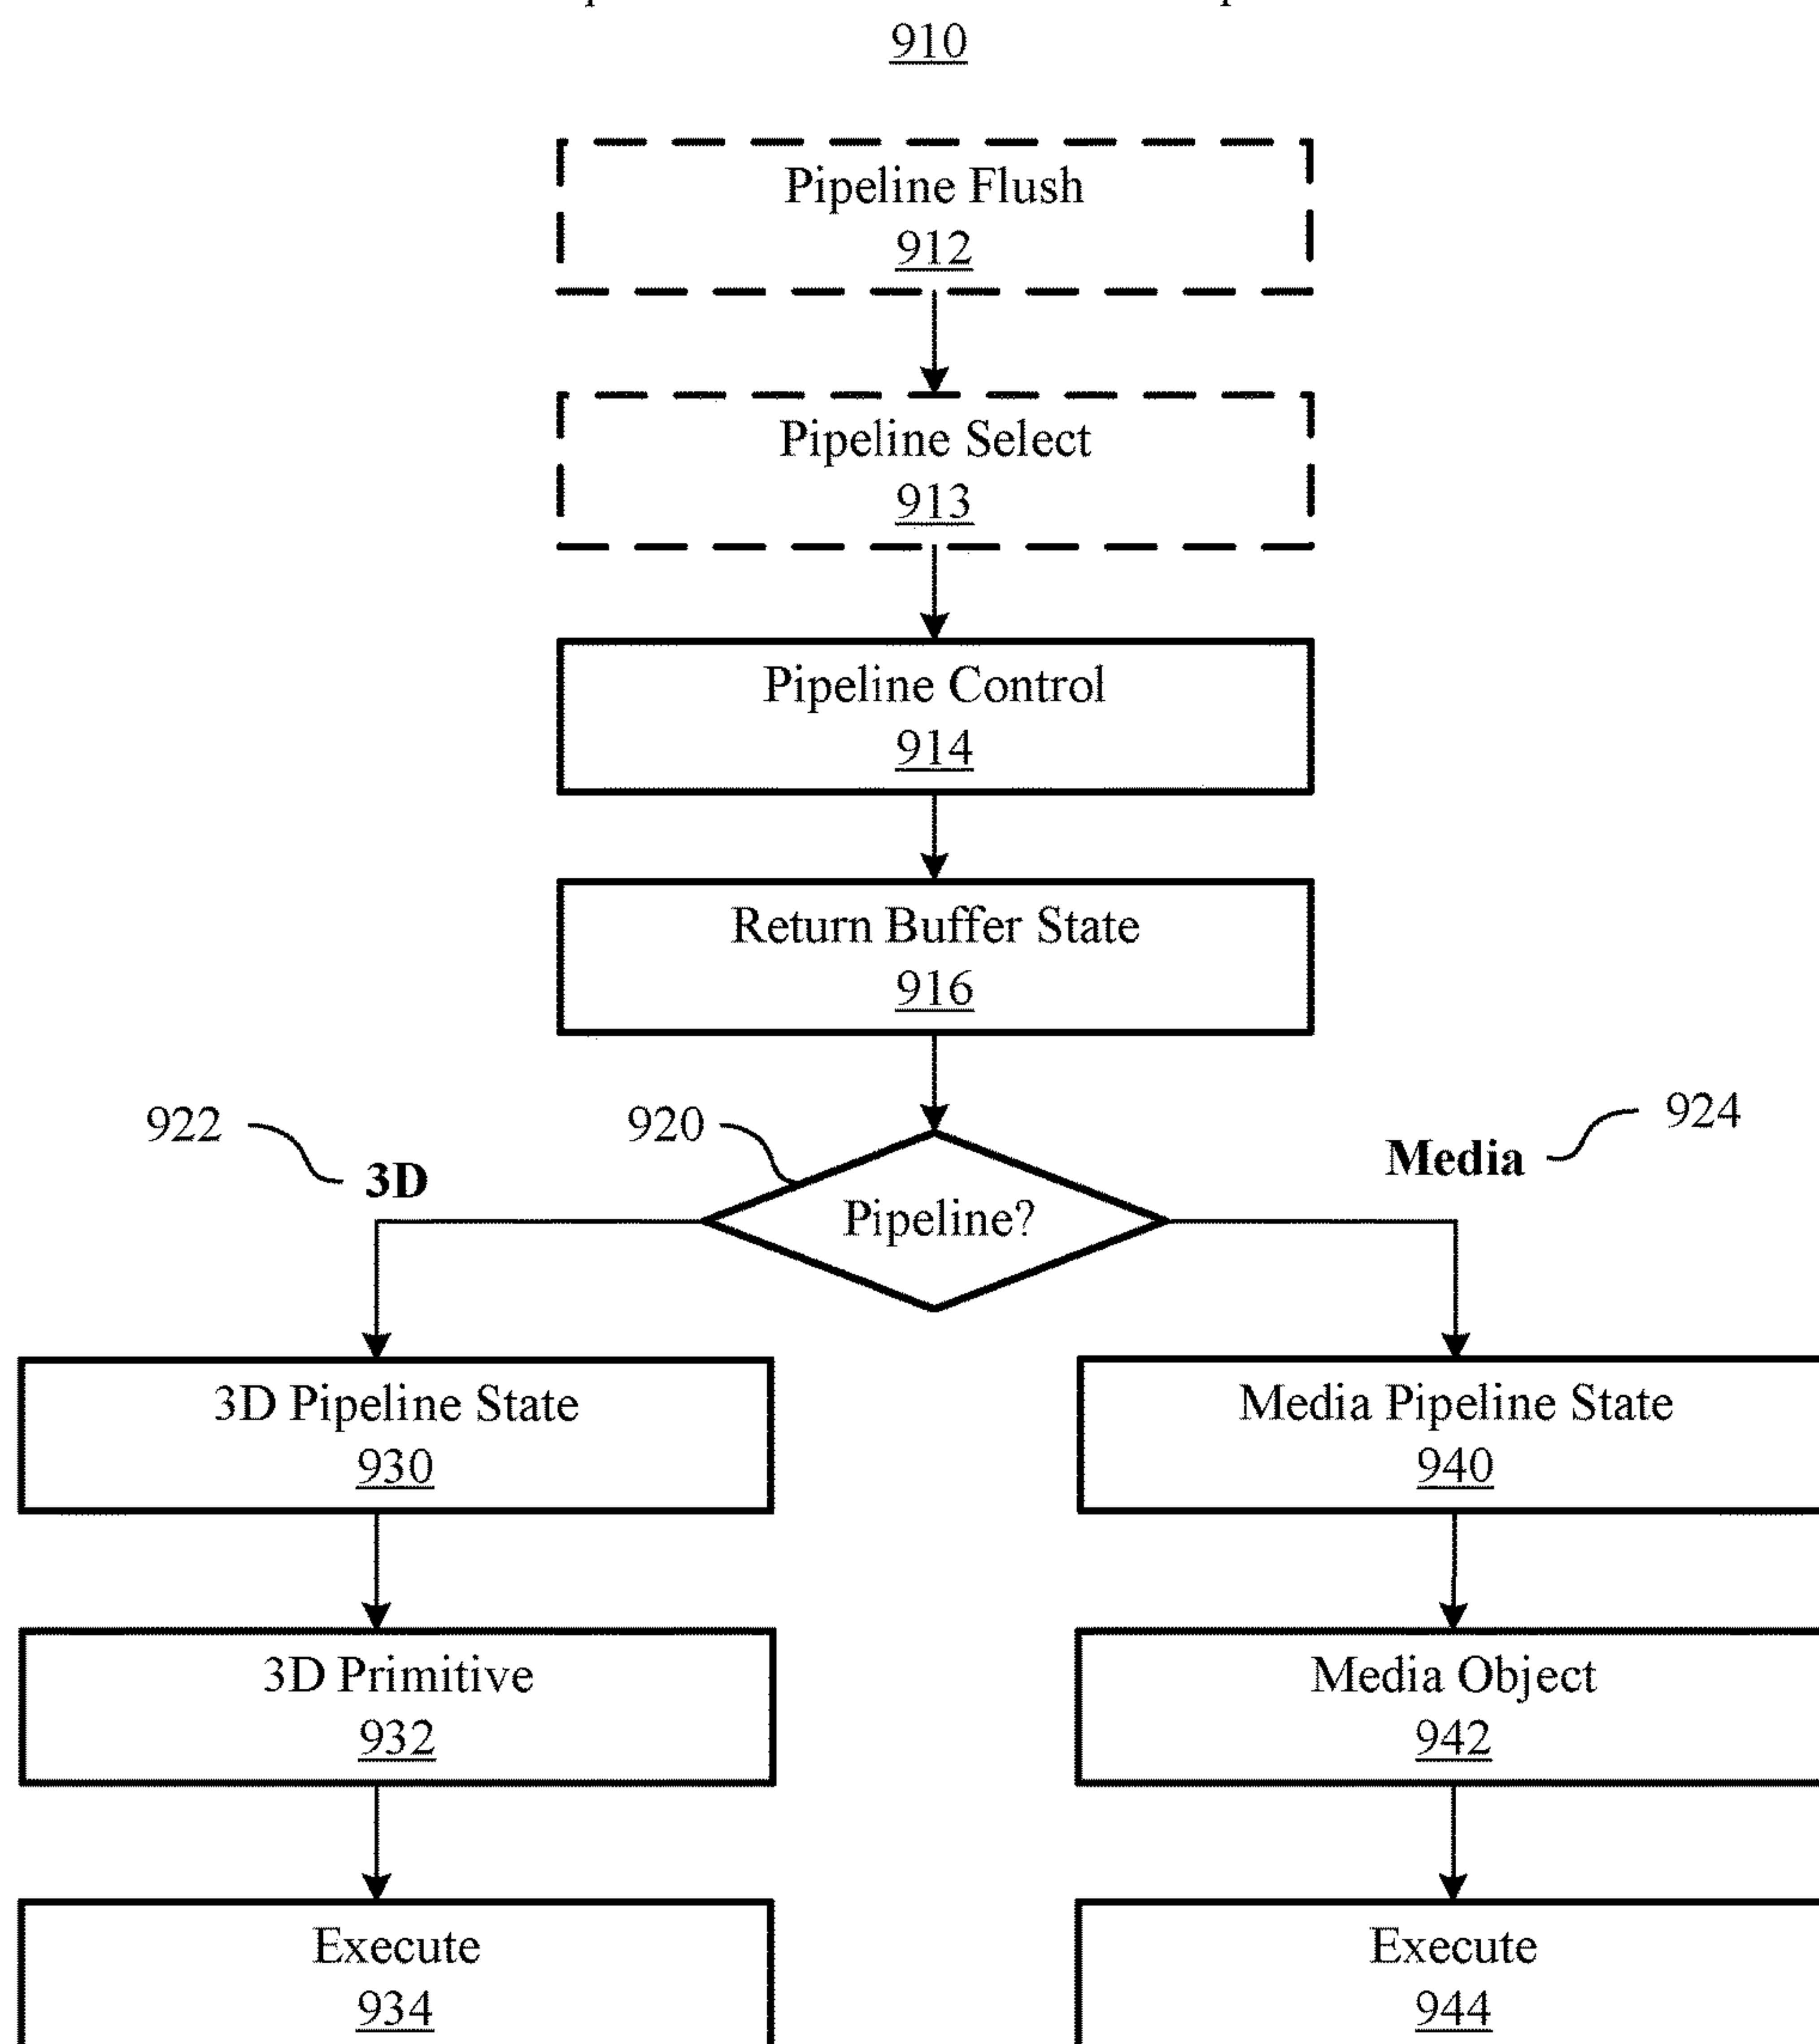 910
Pipeline Flush
912
Pipeline Select
913
Pipeline Control
914
Return Buffer State
916
922
920
924
3D
Media
Pipeline?
3D Pipeline State
930
Media Pipeline State
940
3D Primitive
932
Media Object
942
Execute
934
Execute
944